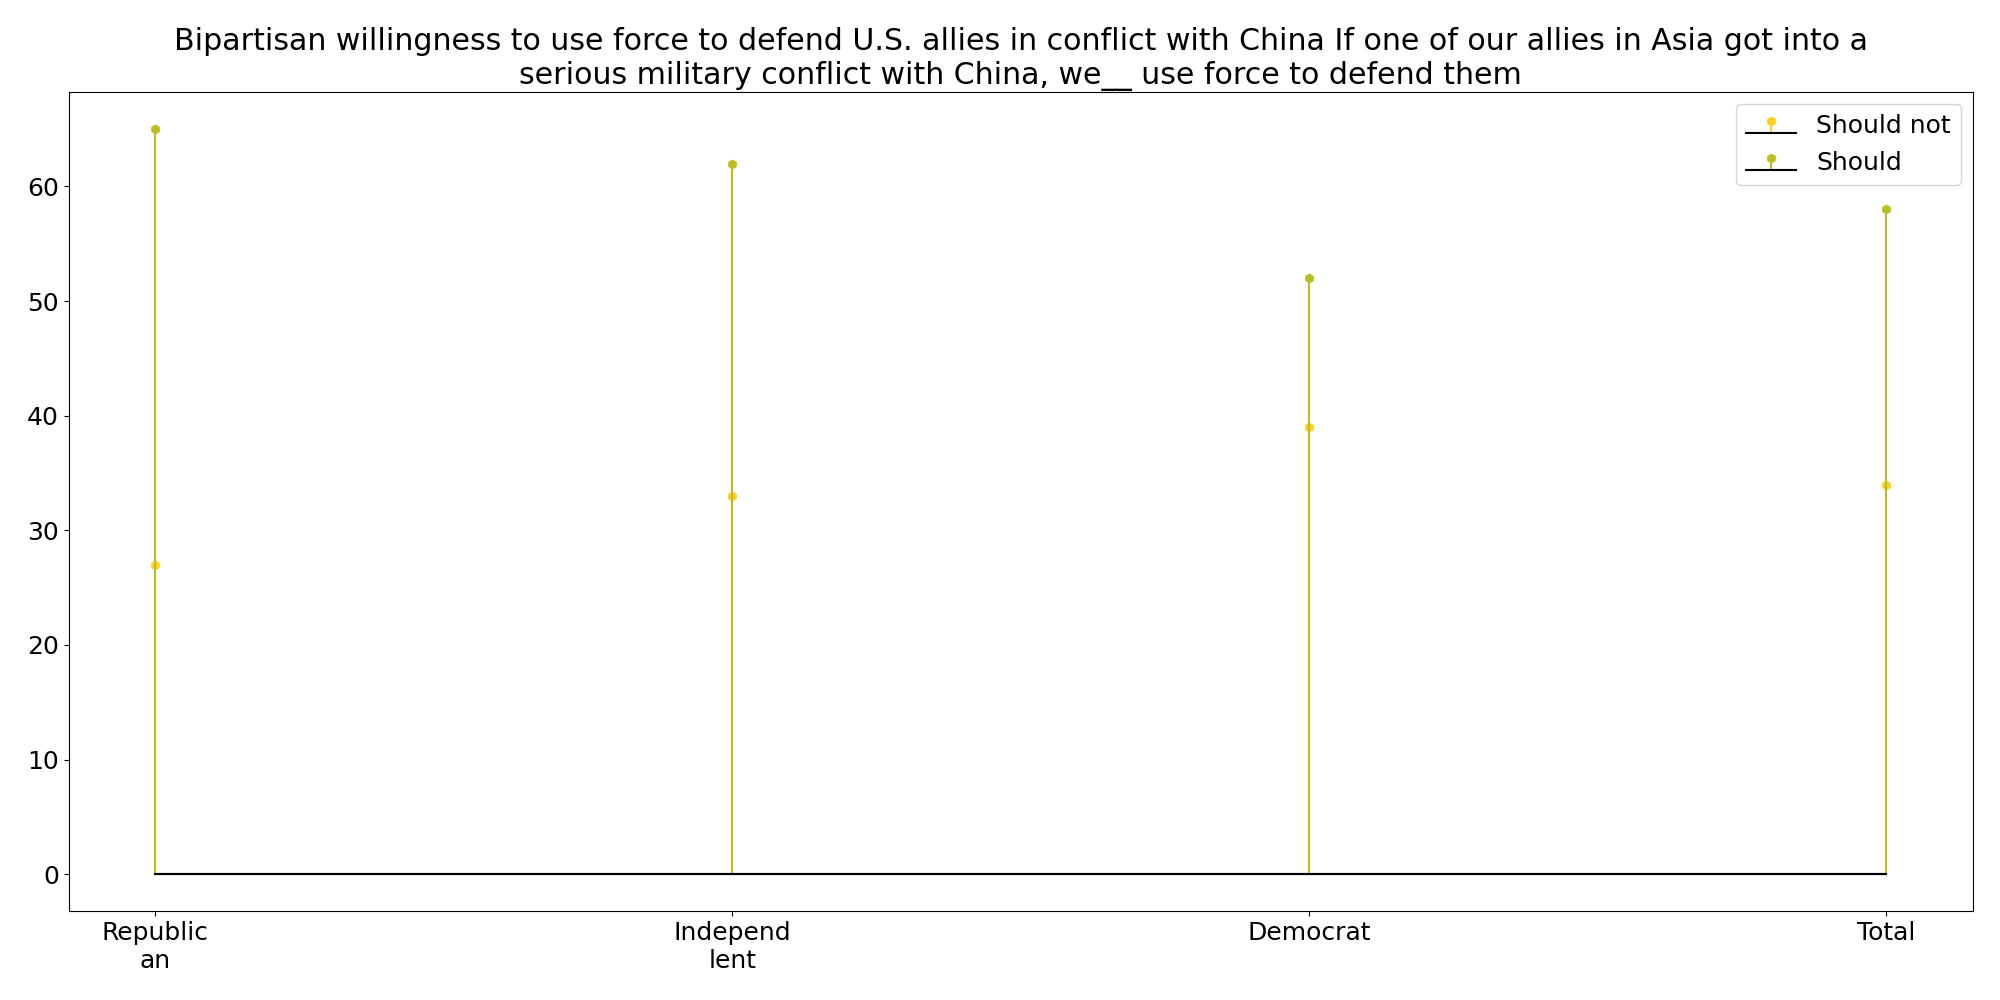 Bipartisan willingness to use force to defend U.S. allies in conflict with China If one of our allies in Asia got into a
serious military conflict with China, we__ use force to defend them
Should not
Should
60
50
40
30
20
10
0
Republic
an
Independ
lent
Democrat
Total